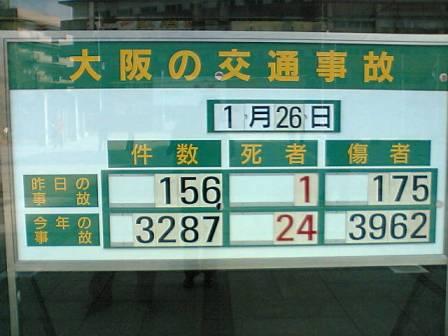 大阪の交通事故
1月26日
件数 死者 傷者
昨日の事故 156 1 175
今年の事故 3287 24 3962